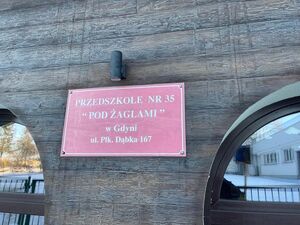 PRZEDSZKOLE NR 35
" POD ŻAGLAMI "
w Gdyni
ul. Płk. Dąbka 167